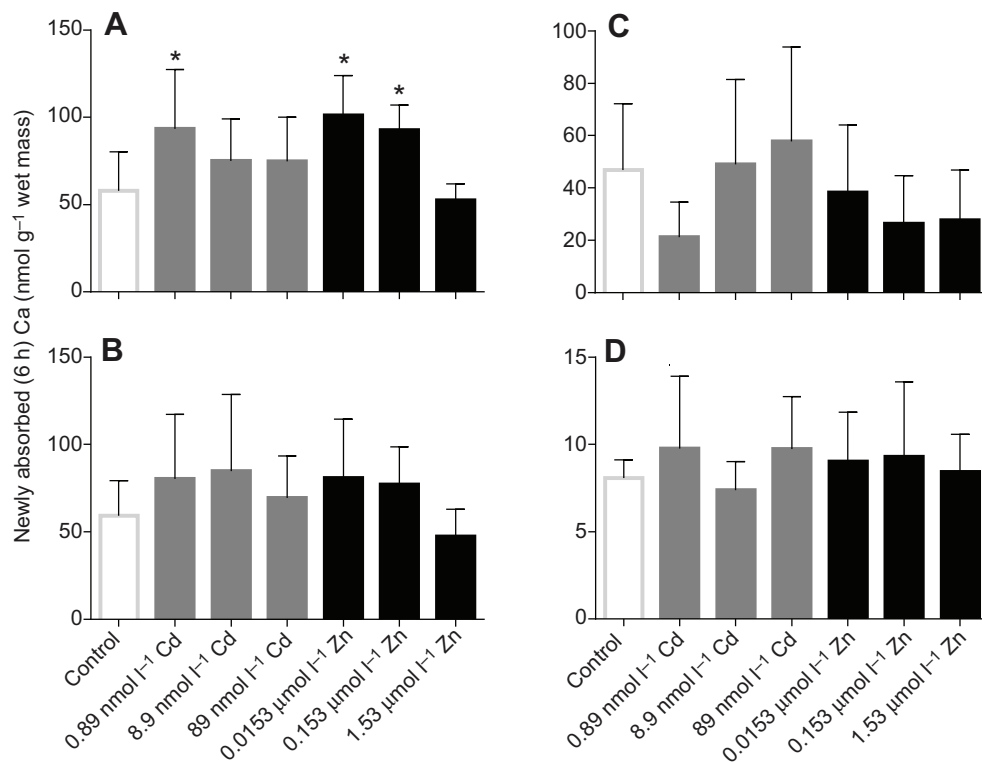 Newly absorbed (6 h) Ca (nmol g⁻¹ wet mass)
A
150
100
50
0
* * *
C
100
80
60
40
20
0
B
150
100
50
0
Control
0.89 nmol l⁻¹ Cd
8.9 nmol l⁻¹ Cd
89 nmol l⁻¹ Cd
0.0153 µmol l⁻¹ Zn
0.153 µmol l⁻¹ Zn
1.53 µmol l⁻¹ Zn
D
15
10
5
0
Control
0.89 nmol l⁻¹ Cd
8.9 nmol l⁻¹ Cd
89 nmol l⁻¹ Cd
0.0153 µmol l⁻¹ Zn
0.153 µmol l⁻¹ Zn
1.53 µmol l⁻¹ Zn